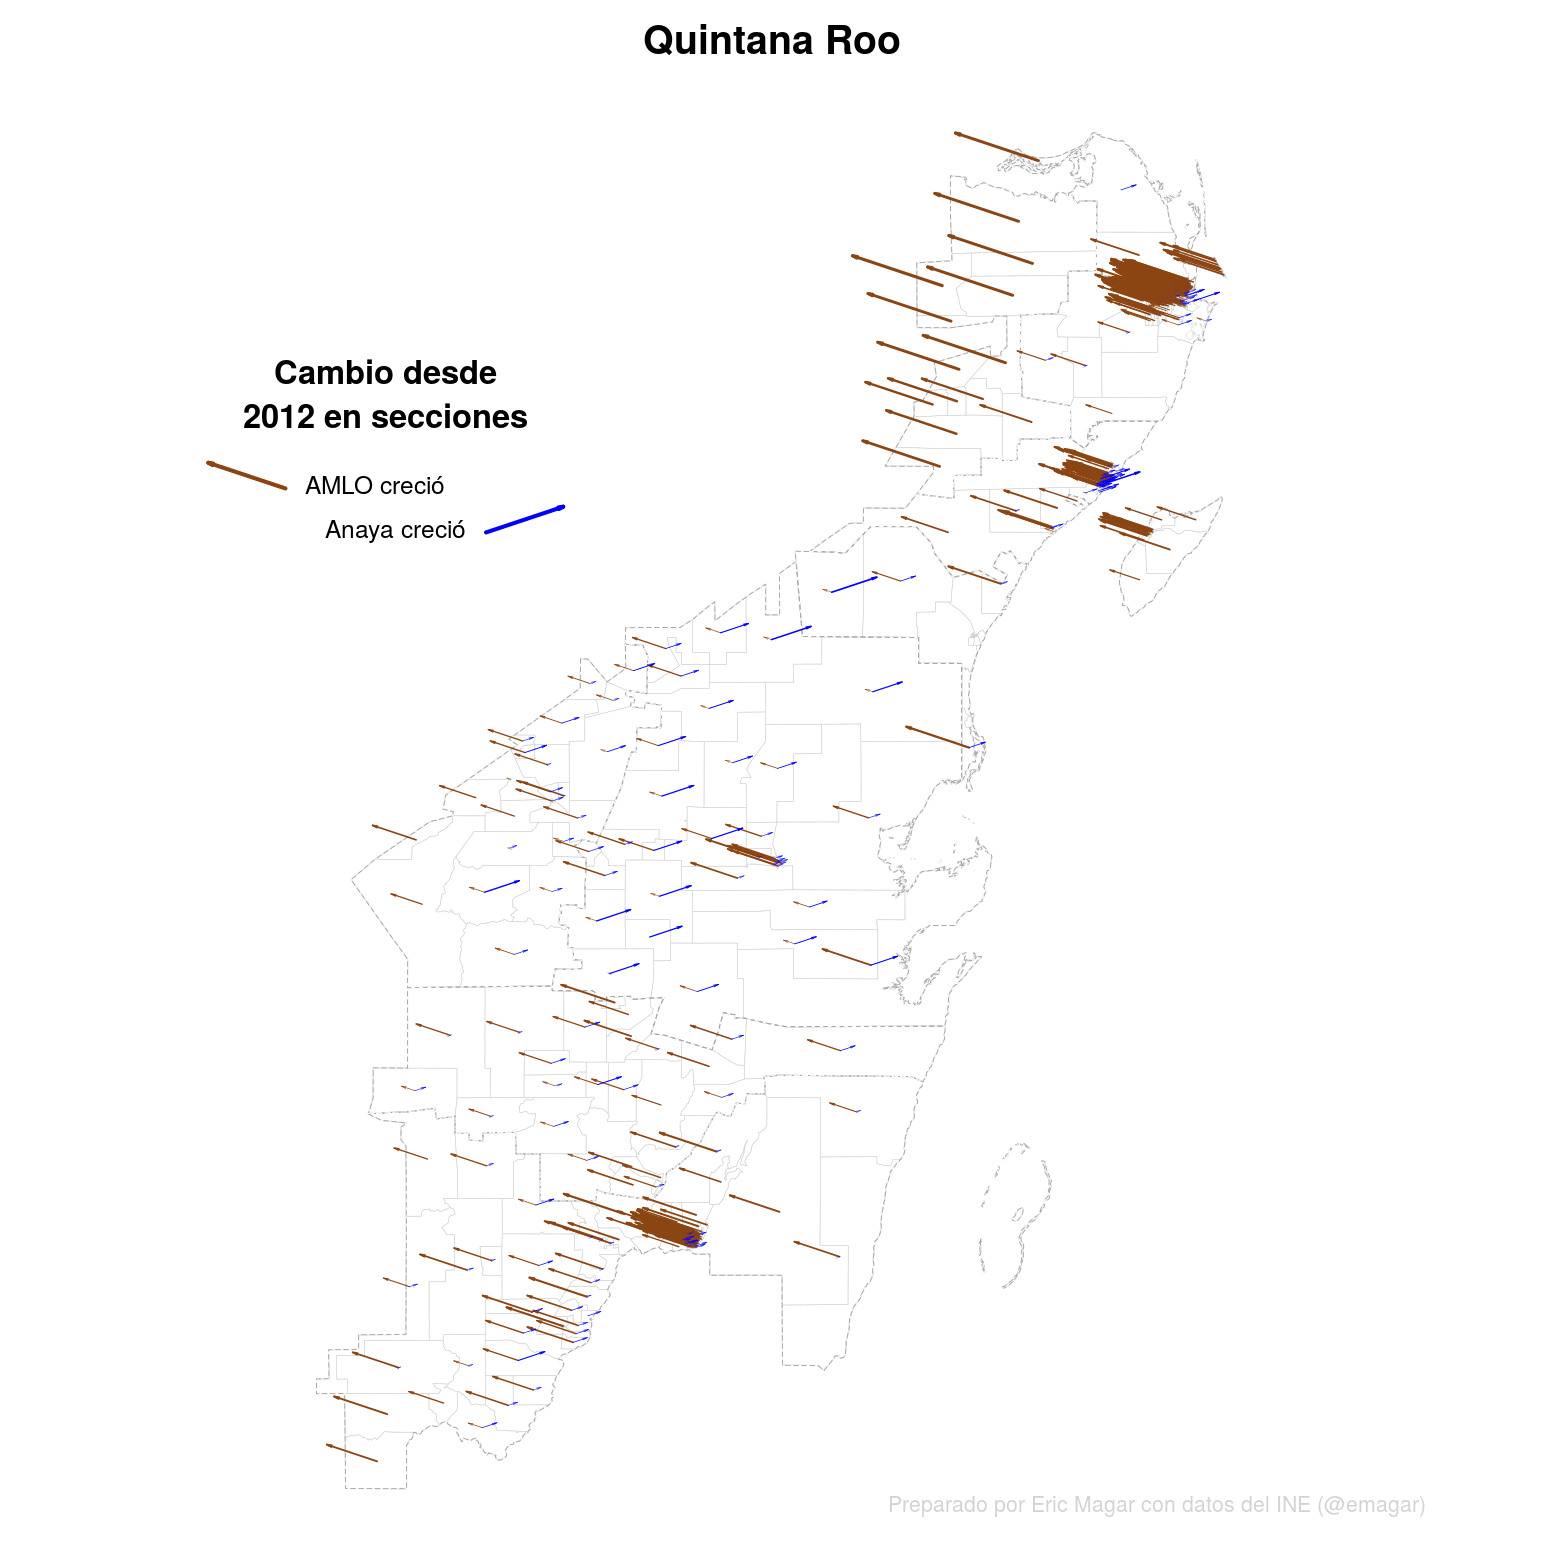 Quintana Roo
Cambio desde
2012 en secciones
AMLO creció
Anaya creció
Preparado por Eric Magar con datos del INE (@emagar)